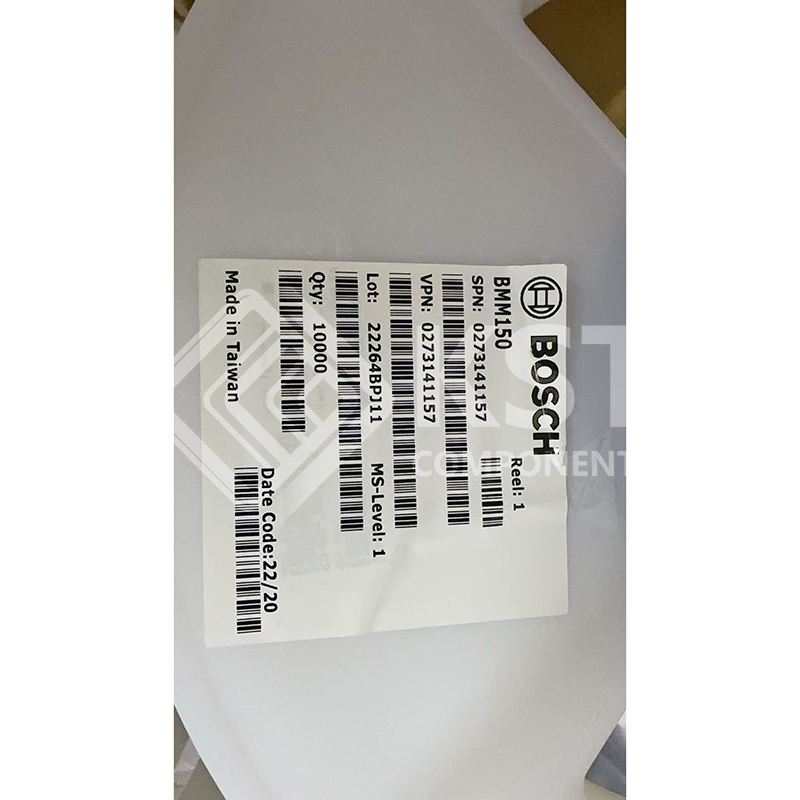 BOSCH
BMM150
Reel: 1
SPN: 0273141157
VPN: 0273141157
Lot: 22264BPJ11 MS-Level: 1
Qty: 10000
Date Code:22/20
Made in Taiwan
KST
COMPONENT